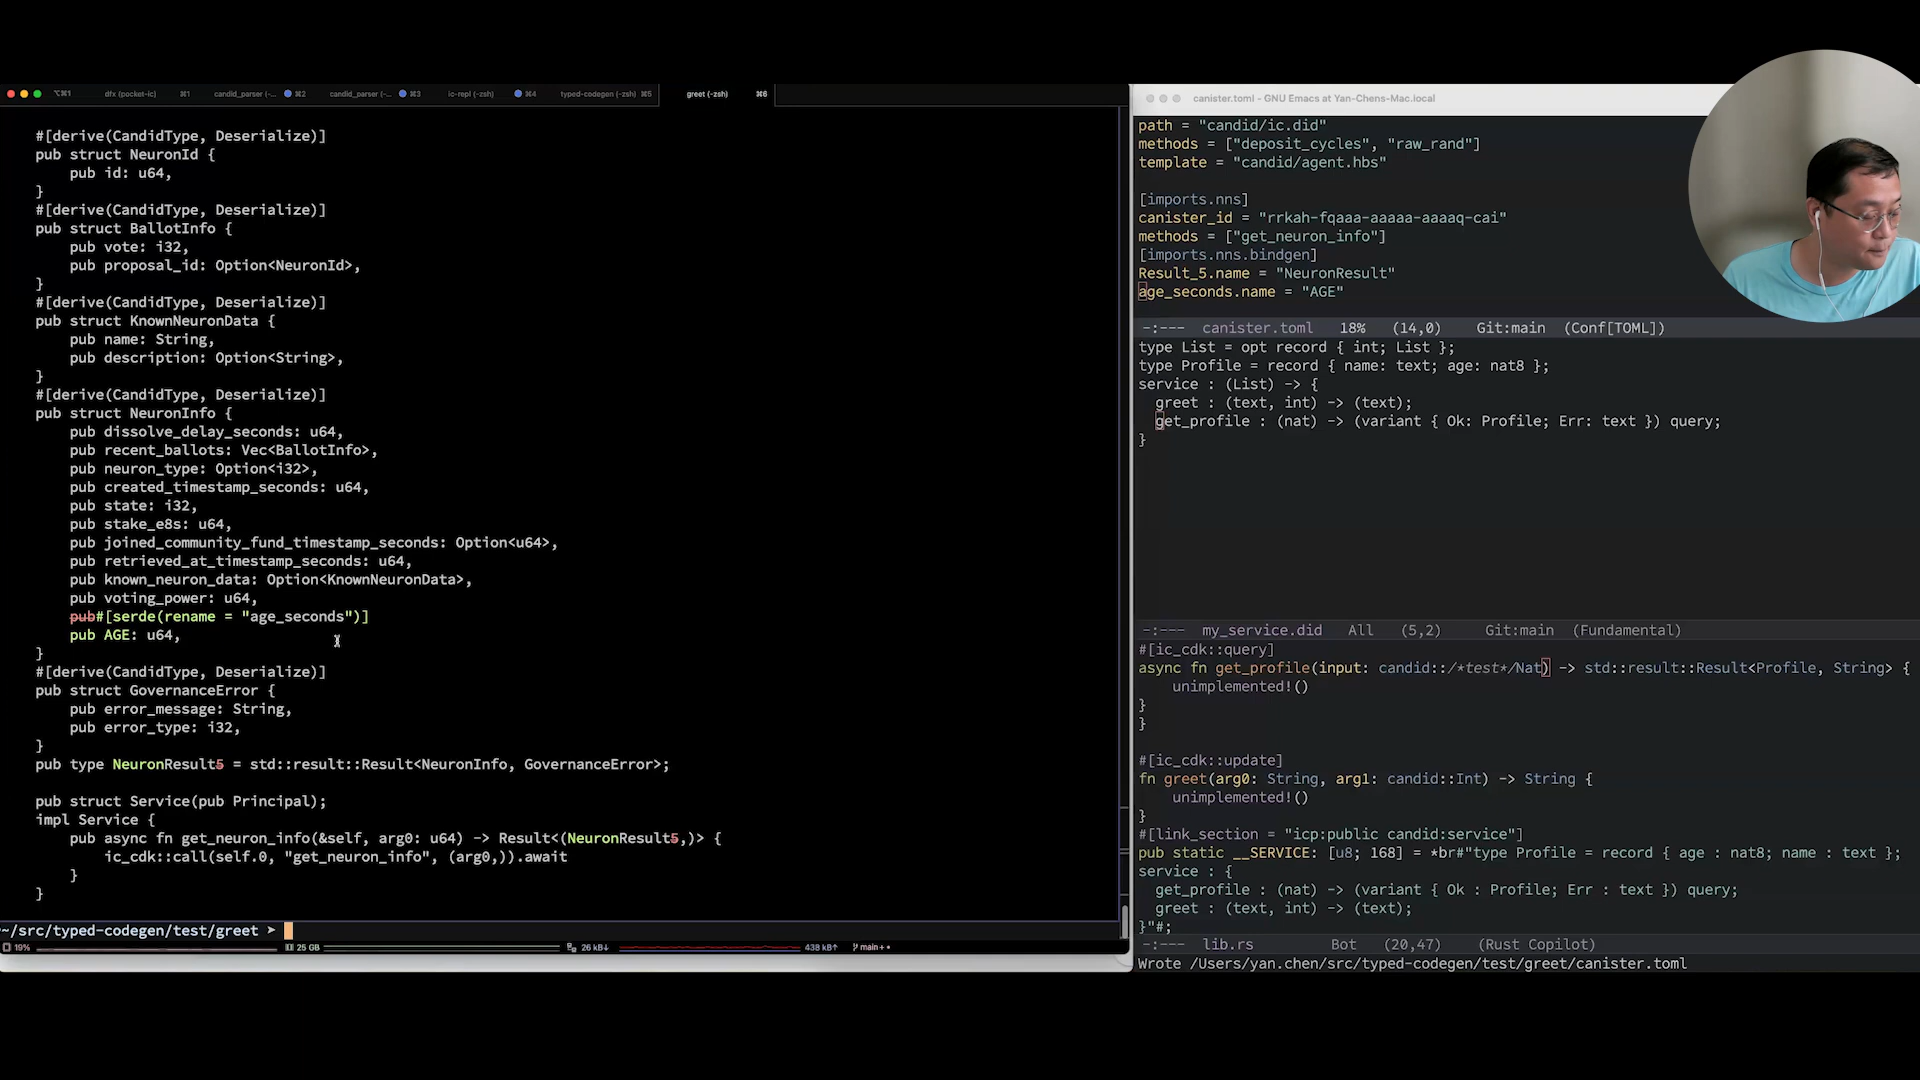 ⌥⌘1 dfx (pocket-ic) ⌘1 candid_parser (-... ⌘2 candid_parser (-... ⌘3 ic-repl (-zsh) ⌘4 typed-codegen (-zsh) ⌘5 greet (-zsh) ⌘6
#[derive(CandidType, Deserialize)]
pub struct NeuronId {
pub id: u64,
}
#[derive(CandidType, Deserialize)]
pub struct BallotInfo {
pub vote: i32,
pub proposal_id: Option<NeuronId>,
}
#[derive(CandidType, Deserialize)]
pub struct KnownNeuronData {
pub name: String,
pub description: Option<String>,
}
#[derive(CandidType, Deserialize)]
pub struct NeuronInfo {
pub dissolve_delay_seconds: u64,
pub recent_ballots: Vec<BallotInfo>,
pub neuron_type: Option<i32>,
pub created_timestamp_seconds: u64,
pub state: i32,
pub stake_e8s: u64,
pub joined_community_fund_timestamp_seconds: Option<u64>,
pub retrieved_at_timestamp_seconds: u64,
pub known_neuron_data: Option<KnownNeuronData>,
pub voting_power: u64,
pub#[serde(rename = "age_seconds")]
pub AGE: u64,
}
#[derive(CandidType, Deserialize)]
pub struct GovernanceError {
pub error_message: String,
pub error_type: i32,
}
pub type NeuronResult5 = std::result::Result<NeuronInfo, GovernanceError>;
pub struct Service(pub Principal);
impl Service {
pub async fn get_neuron_info(&self, arg0: u64) -> Result<(NeuronResult5,)> {
ic_cdk::call(self.0, "get_neuron_info", (arg0,)).await
}
}
~/src/typed-codegen/test/greet ➤
19% 25 GB 26 kB↓ 43B kB↑ main++
canister.toml - GNU Emacs at Yan-Chens-Mac.local
path = "candid/ic.did"
methods = ["deposit_cycles", "raw_rand"]
template = "candid/agent.hbs"
[imports.nns]
canister_id = "rrkah-fqaaa-aaaaa-aaaaq-cai"
methods = ["get_neuron_info"]
[imports.nns.bindgen]
Result_5.name = "NeuronResult"
age_seconds.name = "AGE"
-:--- canister.toml 18% (14,0) Git:main (Conf[TOML])
type List = opt record { int; List };
type Profile = record { name: text; age: nat8 };
service : (List) -> {
greet : (text, int) -> (text);
get_profile : (nat) -> (variant { Ok: Profile; Err: text }) query;
}
-:--- my_service.did All (5,2) Git:main (Fundamental)
#[ic_cdk::query]
async fn get_profile(input: candid::/*test*/Nat) -> std::result::Result<Profile, String> {
unimplemented!()
}
}
#[ic_cdk::update]
fn greet(arg0: String, arg1: candid::Int) -> String {
unimplemented!()
}
#[link_section = "icp:public candid:service"]
pub static __SERVICE: [u8; 168] = *br#"type Profile = record { age : nat8; name : text };
service : {
get_profile : (nat) -> (variant { Ok : Profile; Err : text }) query;
greet : (text, int) -> (text);
}"#;
-:--- lib.rs Bot (20,47) (Rust Copilot)
Wrote /Users/yan.chen/src/typed-codegen/test/greet/canister.toml